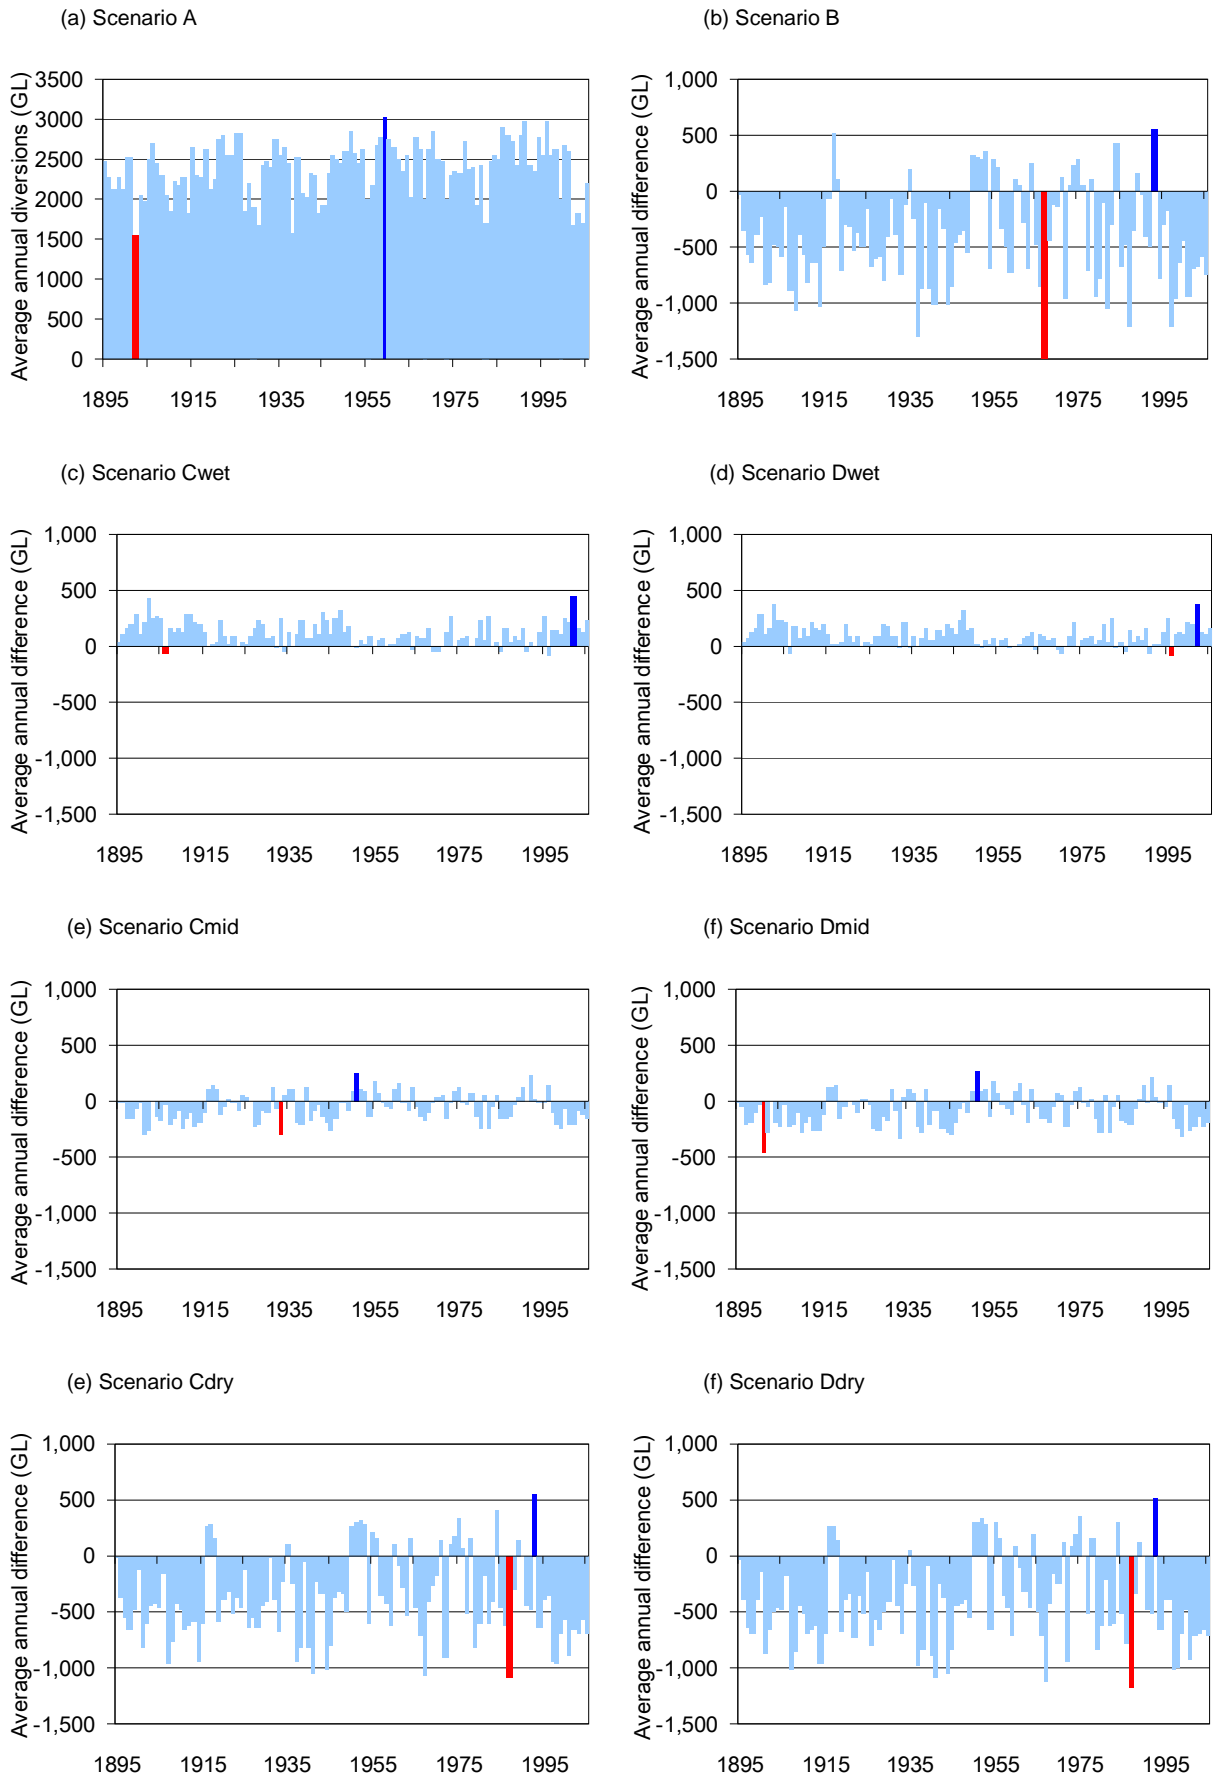 (a) Scenario A
Average annual diversions (GL)
3500
3000
2500
2000
1500
1000
500
0
1895 1915 1935 1955 1975 1995
(b) Scenario B
Average annual difference (GL)
1,000
500
0
-500
-1,000
-1,500
1895 1915 1935 1955 1975 1995
(c) Scenario Cwet
Average annual difference (GL)
1,000
500
0
-500
-1,000
-1,500
1895 1915 1935 1955 1975 1995
(d) Scenario Dwet
Average annual difference (GL)
1,000
500
0
-500
-1,000
-1,500
1895 1915 1935 1955 1975 1995
(e) Scenario Cmid
Average annual difference (GL)
1,000
500
0
-500
-1,000
-1,500
1895 1915 1935 1955 1975 1995
(f) Scenario Dmid
Average annual difference (GL)
1,000
500
0
-500
-1,000
-1,500
1895 1915 1935 1955 1975 1995
(e) Scenario Cdry
Average annual difference (GL)
1,000
500
0
-500
-1,000
-1,500
1895 1915 1935 1955 1975 1995
(f) Scenario Ddry
Average annual difference (GL)
1,000
500
0
-500
-1,000
-1,500
1895 1915 1935 1955 1975 1995